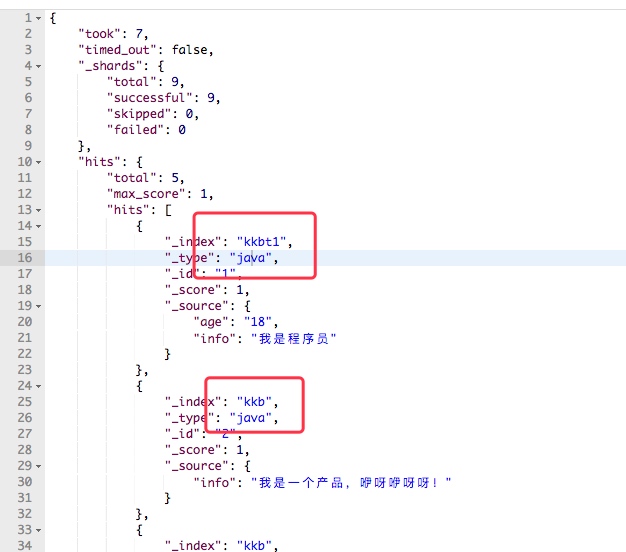 1 {
2 "took": 7,
3 "timed_out": false,
4 "_shards": {
5 "total": 9,
6 "successful": 9,
7 "skipped": 0,
8 "failed": 0
9 },
10 "hits": {
11 "total": 5,
12 "max_score": 1,
13 "hits": [
14 {
15 "_index": "kkbt1",
16 "_type": "java",
17 "_id": "1",
18 "_score": 1,
19 "_source": {
20 "age": "18",
21 "info": "我是程序员"
22 }
23 },
24 {
25 "_index": "kkb",
26 "_type": "java",
27 "_id": "2",
28 "_score": 1,
29 "_source": {
30 "info": "我是一个产品，咿呀咿呀呀！"
31 }
32 },
33 {
34 "_index": "kkb",